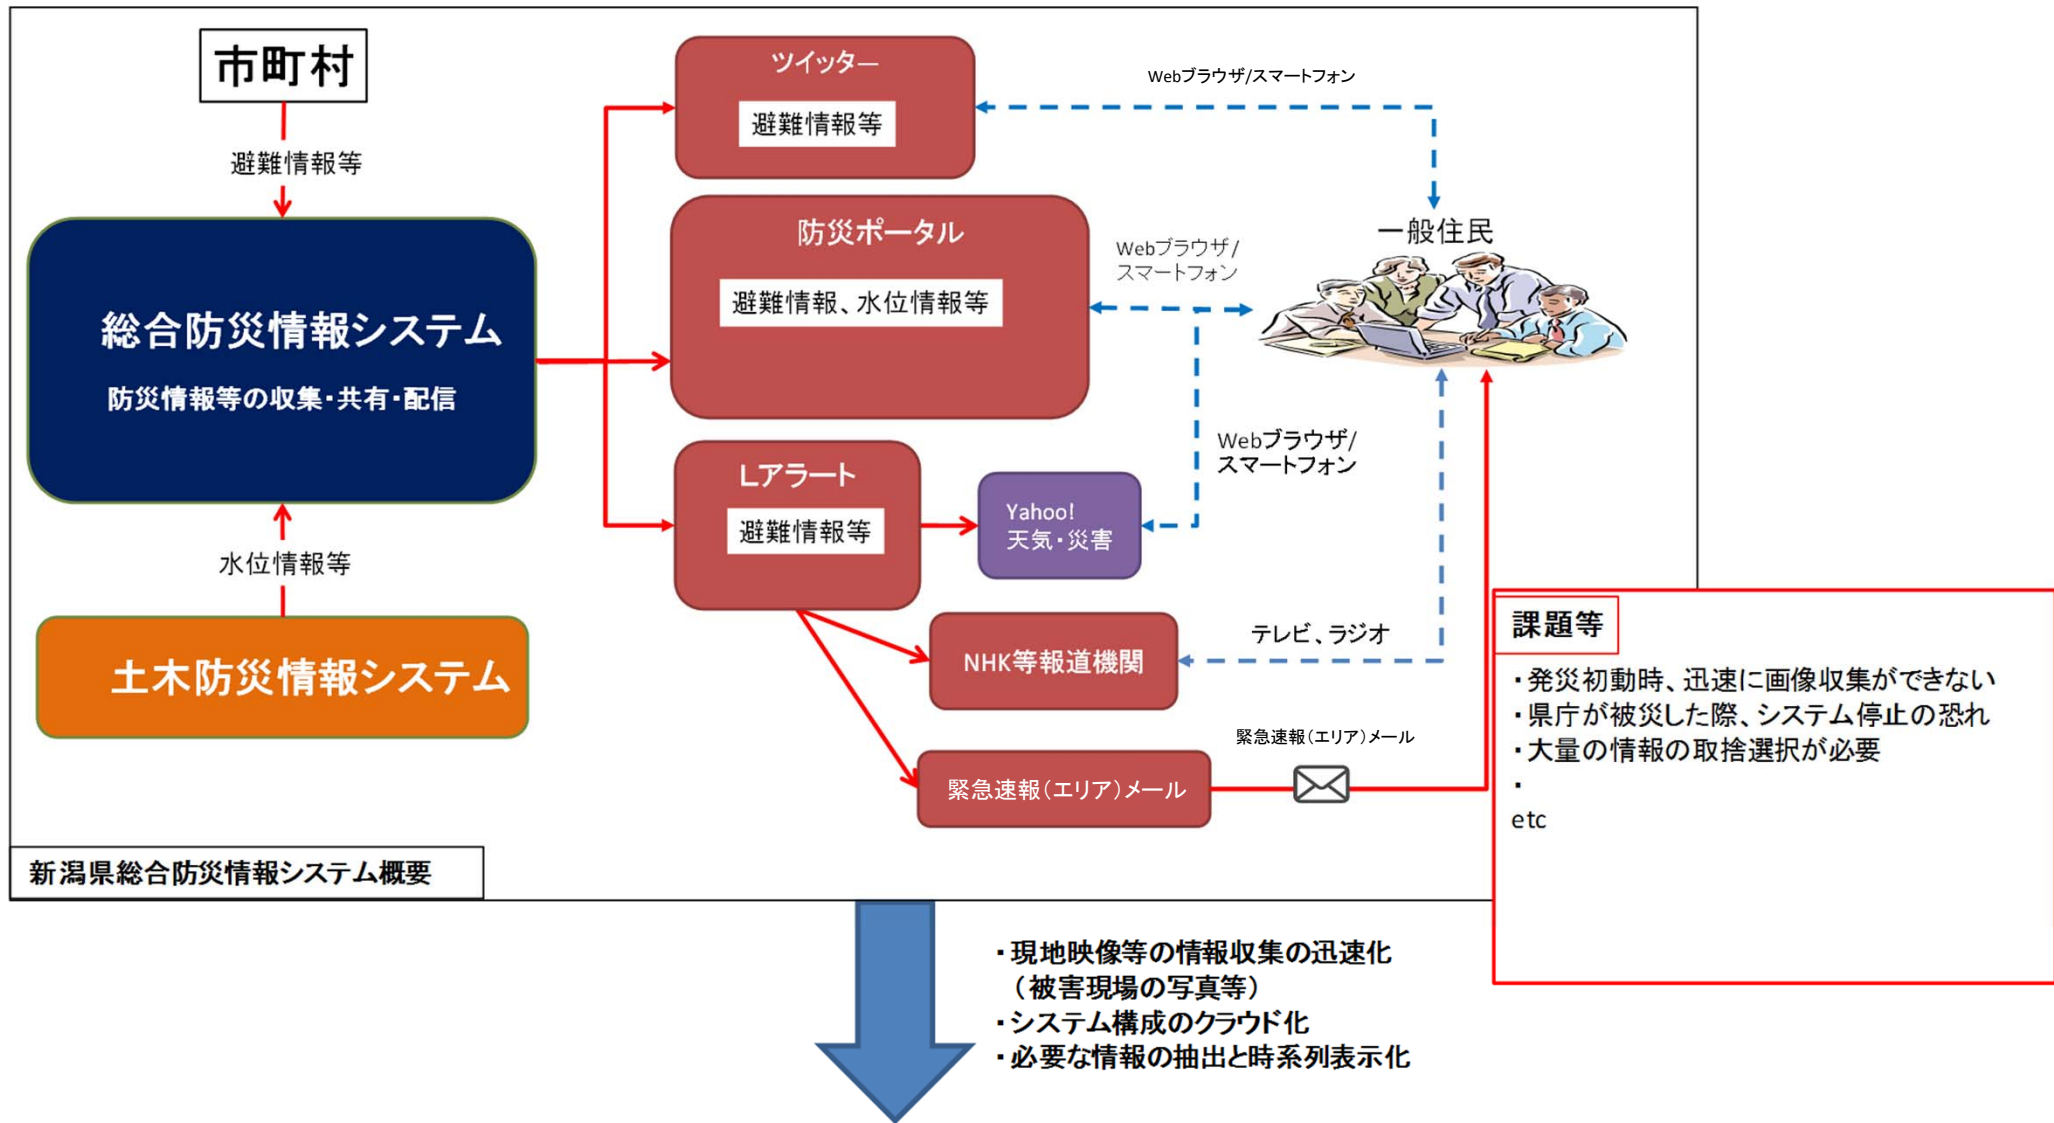 市町村
避難情報等
総合防災情報システム
防災情報等の収集・共有・配信
水位情報等
土木防災情報システム
ツイッター
避難情報等
防災ポータル
避難情報、水位情報等
Lアラート
避難情報等
Yahoo!
天気・災害
NHK等報道機関
緊急速報(エリア)メール
Webブラウザ/スマートフォン
Webブラウザ/
スマートフォン
Webブラウザ/
スマートフォン
一般住民
テレビ、ラジオ
緊急速報(エリア)メール
課題等
・発災初動時、迅速に画像収集ができない
・県庁が被災した際、システム停止の恐れ
・大量の情報の取捨選択が必要
・
etc
新潟県総合防災情報システム概要
・現地映像等の情報収集の迅速化
(被害現場の写真等)
・システム構成のクラウド化
・必要な情報の抽出と時系列表示化